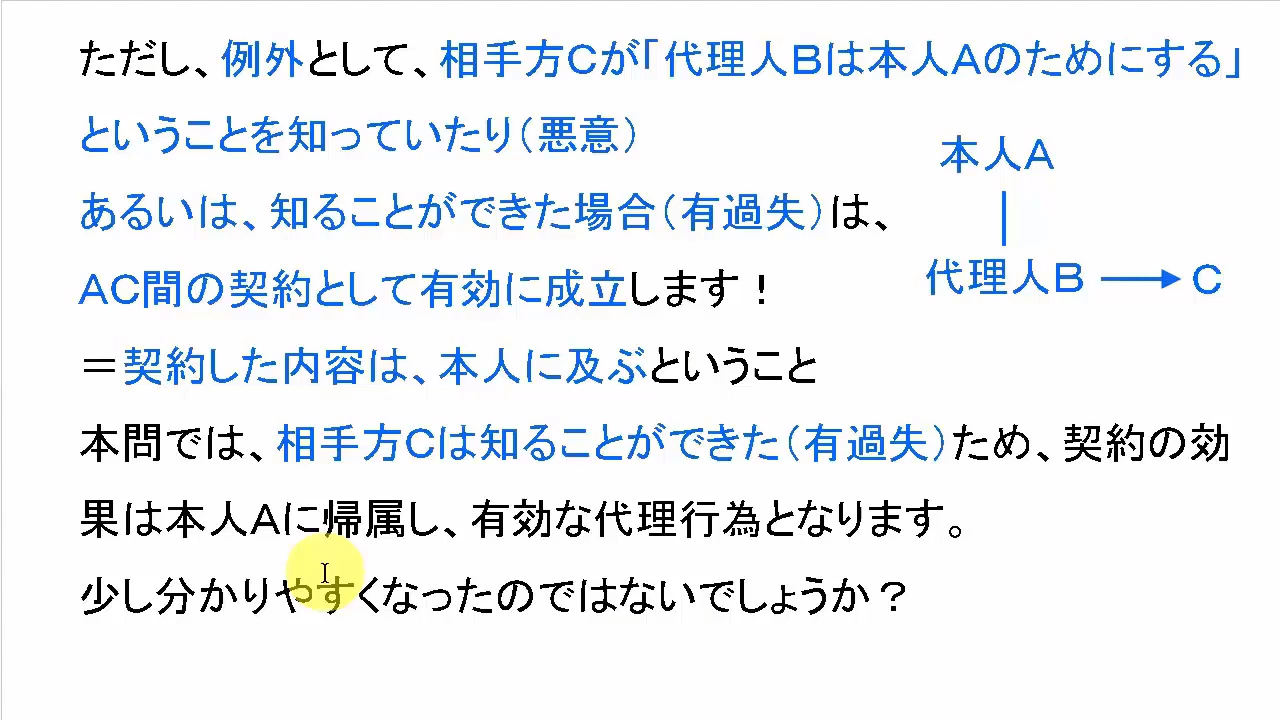 ただし、例外として、相手方Cが「代理人Bは本人Aのためにする」
ということを知っていたり（悪意）
あるいは、知ることができた場合（有過失）は、
AC間の契約として有効に成立します！
＝契約した内容は、本人に及ぶということ
本問では、相手方Cは知ることができた（有過失）ため、契約の効
果は本人Aに帰属し、有効な代理行為となります。
少し分かりやすくなったのではないでしょうか？
本人A
代理人B
C